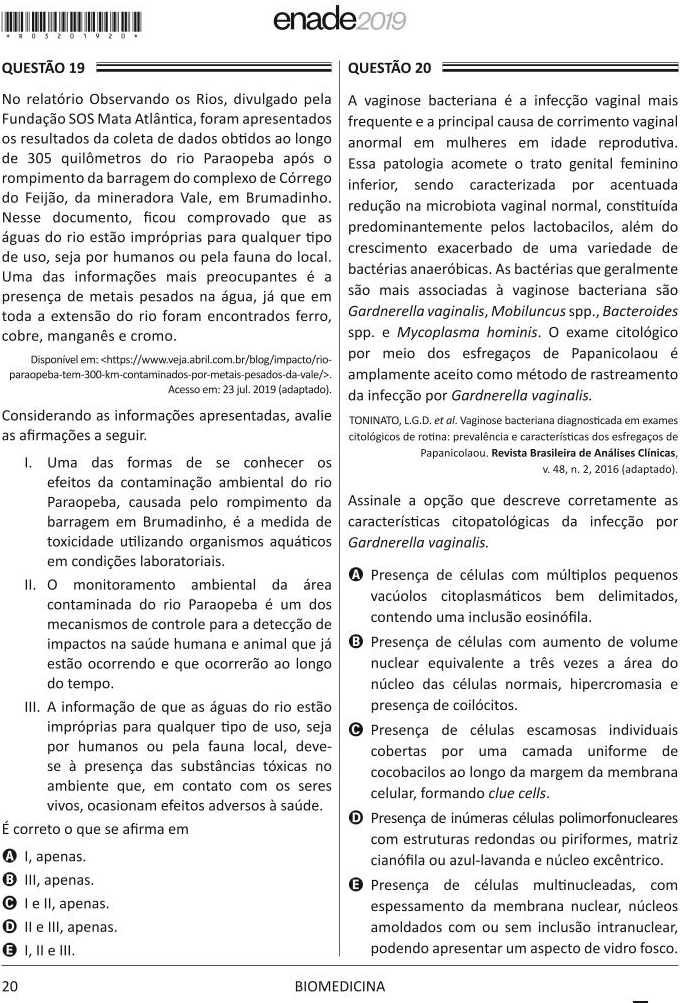 *R0320192​0*
enade2019
QUESTÃO 19
No relatório Observando os Rios, divulgado pela
Fundação SOS Mata Atlântica, foram apresentados
os resultados da coleta de dados obtidos ao longo
de 305 quilômetros do rio Paraopeba após o
rompimento da barragem do complexo de Córrego
do Feijão, da mineradora Vale, em Brumadinho.
Nesse documento, ficou comprovado que as
águas do rio estão impróprias para qualquer tipo
de uso, seja por humanos ou pela fauna do local.
Uma das informações mais preocupantes é a
presença de metais pesados na água, já que em
toda a extensão do rio foram encontrados ferro,
cobre, manganês e cromo.
Disponível em: <https://www.veja.abril.com.br/blog/impacto/rio-
paraopeba-tem-300-km-contaminados-por-metais-pesados-da-vale/>.
Acesso em: 23 jul. 2019 (adaptado).
Considerando as informações apresentadas, avalie
as afirmações a seguir.
I. Uma das formas de se conhecer os
efeitos da contaminação ambiental do rio
Paraopeba, causada pelo rompimento da
barragem em Brumadinho, é a medida de
toxicidade utilizando organismos aquáticos
em condições laboratoriais.
II. O monitoramento ambiental da área
contaminada do rio Paraopeba é um dos
mecanismos de controle para a detecção de
impactos na saúde humana e animal que já
estão ocorrendo e que ocorrerão ao longo
do tempo.
III. A informação de que as águas do rio estão
impróprias para qualquer tipo de uso, seja
por humanos ou pela fauna local, deve-
se à presença das substâncias tóxicas no
ambiente que, em contato com os seres
vivos, ocasionam efeitos adversos à saúde.
É correto o que se afirma em
A I, apenas.
B III, apenas.
C I e II, apenas.
D II e III, apenas.
E I, II e III.
QUESTÃO 20
A vaginose bacteriana é a infecção vaginal mais
frequente e a principal causa de corrimento vaginal
anormal em mulheres em idade reprodutiva.
Essa patologia acomete o trato genital feminino
inferior, sendo caracterizada por acentuada
redução na microbiota vaginal normal, constituída
predominantemente pelos lactobacilos, além do
crescimento exacerbado de uma variedade de
bactérias anaeróbicas. As bactérias que geralmente
são mais associadas à vaginose bacteriana são
Gardnerella vaginalis, Mobiluncus spp., Bacteroides
spp. e Mycoplasma hominis. O exame citológico
por meio dos esfregaços de Papanicolaou é
amplamente aceito como método de rastreamento
da infecção por Gardnerella vaginalis.
TONINATO, L.G.D. et al. Vaginose bacteriana diagnosticada em exames
citológicos de rotina: prevalência e características dos esfregaços de
Papanicolaou. Revista Brasileira de Análises Clínicas,
v. 48, n. 2, 2016 (adaptado).
Assinale a opção que descreve corretamente as
características citopatológicas da infecção por
Gardnerella vaginalis.
A Presença de células com múltiplos pequenos
vacúolos citoplasmáticos bem delimitados,
contendo uma inclusão eosinófila.
B Presença de células com aumento de volume
nuclear equivalente a três vezes a área do
núcleo das células normais, hipercromasia e
presença de coilócitos.
C Presença de células escamosas individuais
cobertas por uma camada uniforme de
cocobacilos ao longo da margem da membrana
celular, formando clue cells.
D Presença de inúmeras células polimorfonucleares
com estruturas redondas ou piriformes, matriz
cianófila ou azul-lavanda e núcleo excêntrico.
E Presença de células multinucleadas, com
espessamento da membrana nuclear, núcleos
amoldados com ou sem inclusão intranuclear,
podendo apresentar um aspecto de vidro fosco.
20
BIOMEDICINA